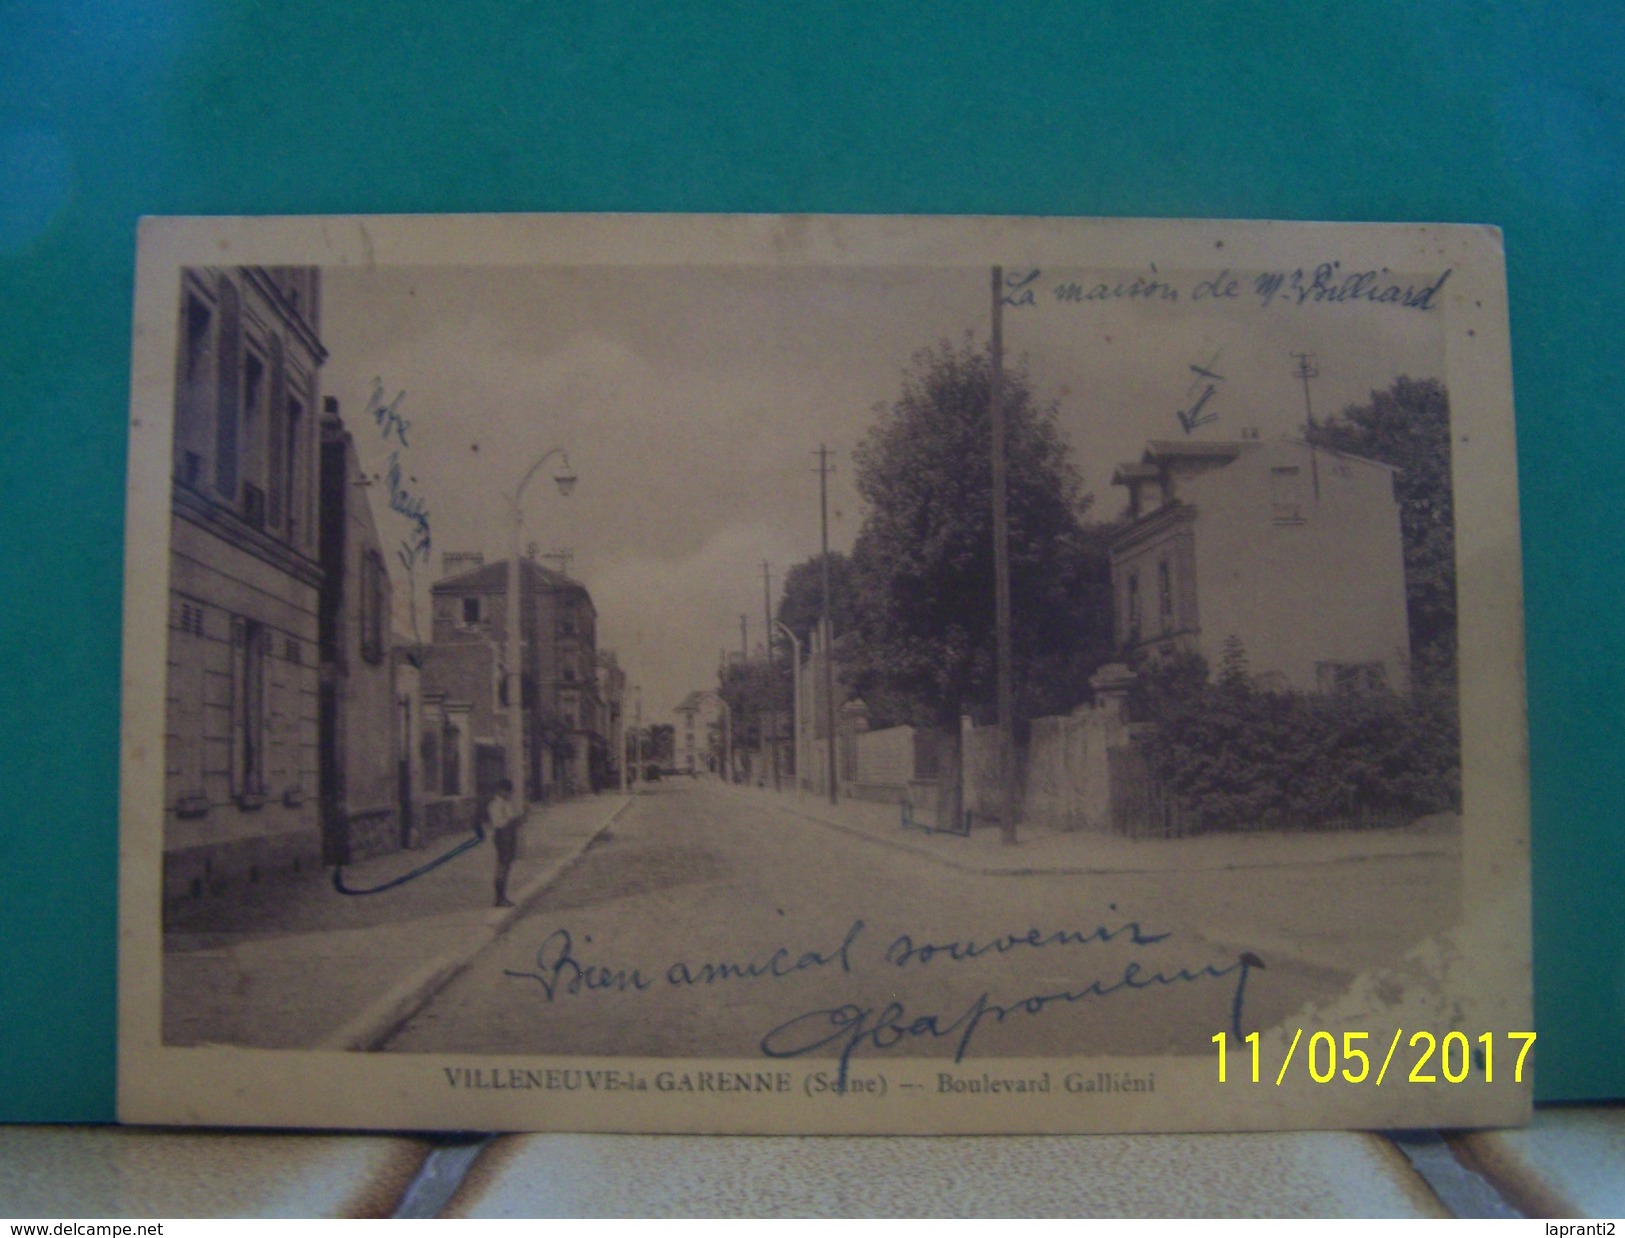 La maison de Mr Billiard
Notre
Maison
Bien amical souvenir
VILLENEUVE-la GARENNE (Seine) — Boulevard Galliéni
11/05/2017
www.delcampe.net
lapranti2